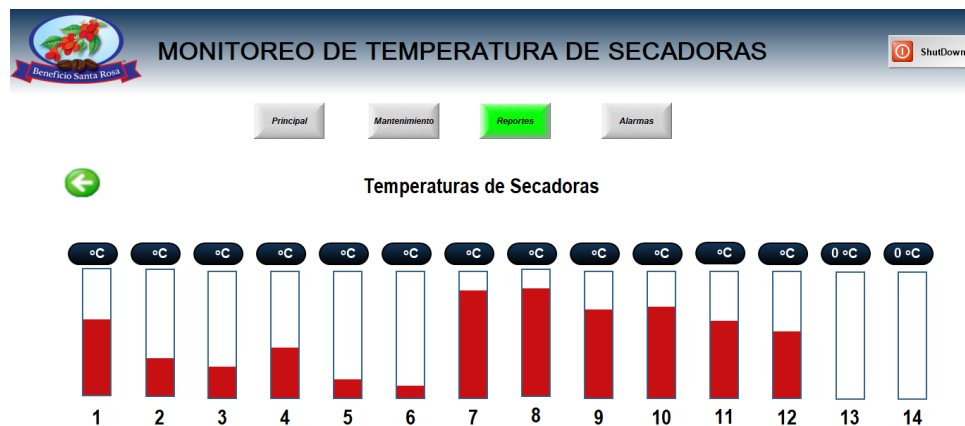 Beneficio Santa Rosa
MONITOREO DE TEMPERATURA DE SECADORAS
ShutDown
Principal Mantenimiento Reportes Alarmas
Temperaturas de Secadoras
°C °C °C °C °C °C °C °C °C °C °C °C 0 °C 0 °C
1 2 3 4 5 6 7 8 9 10 11 12 13 14